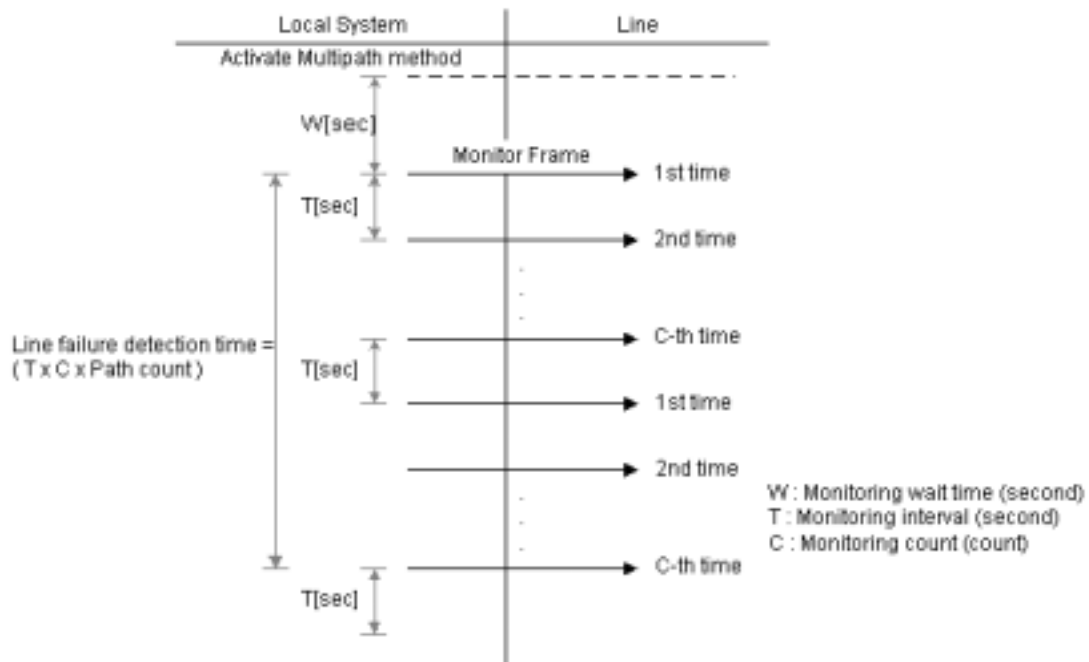 Local System
Line
Activate Multipath method
W[sec]
Monitor Frame
1st time
T[sec]
2nd time
C-th time
Line failure detection time =
( T x C x Path count )
T[sec]
1st time
2nd time
W : Monitoring wait time (second)
T : Monitoring interval (second)
C : Monitoring count (count)
C-th time
T[sec]